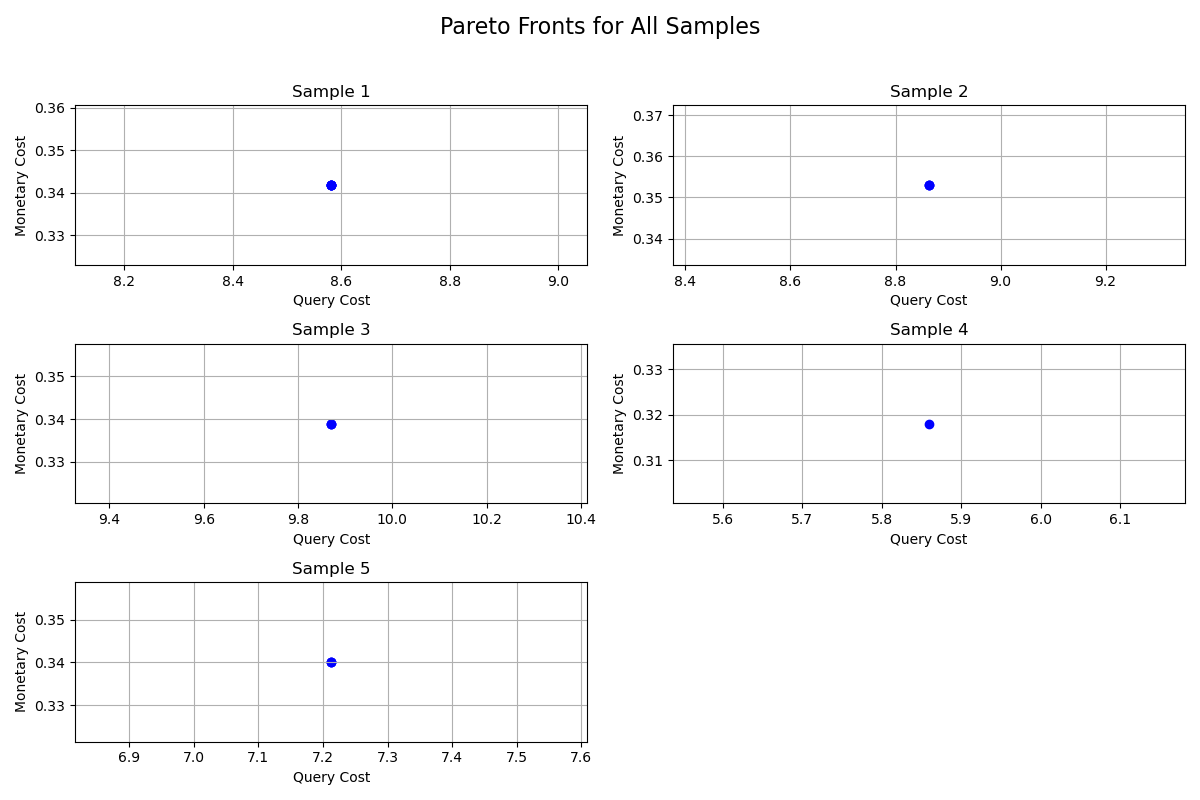 Pareto Fronts for All Samples
Sample 1
0.36
0.35
0.34
0.33
Monetary Cost
8.2 8.4 8.6 8.8 9.0
Query Cost
Sample 2
0.37
0.36
0.35
0.34
Monetary Cost
8.4 8.6 8.8 9.0 9.2
Query Cost
Sample 3
0.35
0.34
0.33
Monetary Cost
9.4 9.6 9.8 10.0 10.2 10.4
Query Cost
Sample 4
0.33
0.32
0.31
Monetary Cost
5.6 5.7 5.8 5.9 6.0 6.1
Query Cost
Sample 5
0.35
0.34
0.33
Monetary Cost
6.9 7.0 7.1 7.2 7.3 7.4 7.5 7.6
Query Cost